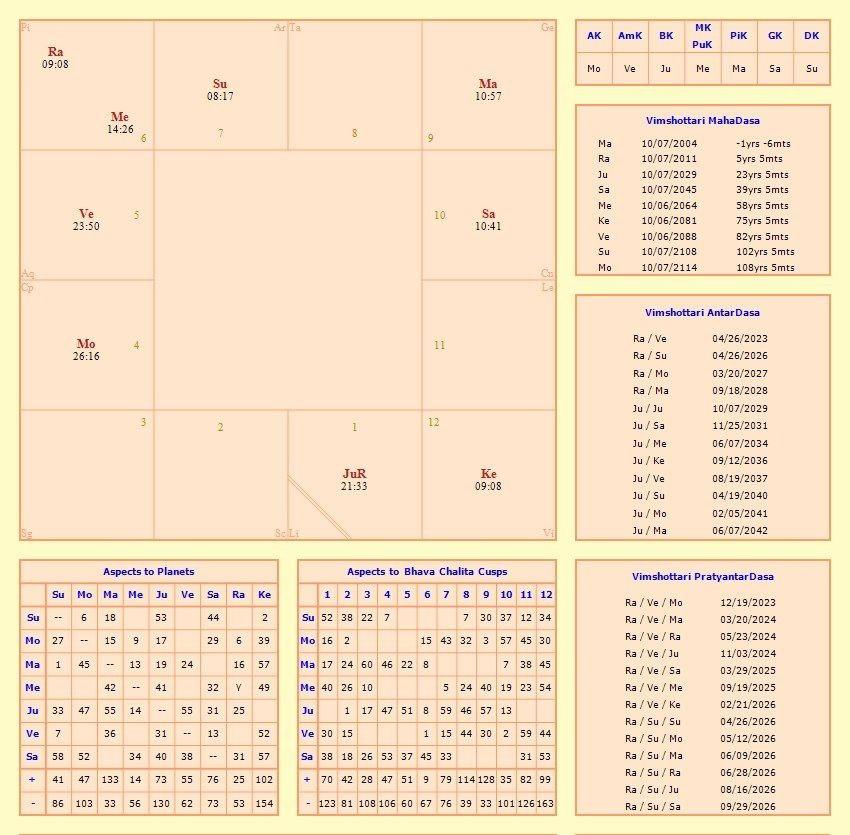 Pi Ar Ta Ge
Ra
09:08
Me
14:26
6
Su
08:17
7
8
Ma
10:57
9
Ve
23:50
5
Aq
10
Sa
10:41
Cn
Cp
Mo
26:16
4
Le
11
3
Sg
2
Sc Li
1
JuR
21:33
12
Ke
09:08
Vi
AK AmK BK MK PuK PiK GK DK
Mo Ve Ju Me Ma Sa Su
Vimshottari MahaDasa
Ma 10/07/2004 -1yrs -6mts
Ra 10/07/2011 5yrs 5mts
Ju 10/07/2029 23yrs 5mts
Sa 10/07/2045 39yrs 5mts
Me 10/06/2064 58yrs 5mts
Ke 10/06/2081 75yrs 5mts
Ve 10/06/2088 82yrs 5mts
Su 10/07/2108 102yrs 5mts
Mo 10/07/2114 108yrs 5mts
Vimshottari AntarDasa
Ra / Ve 04/26/2023
Ra / Su 04/26/2026
Ra / Mo 03/20/2027
Ra / Ma 09/18/2028
Ju / Ju 10/07/2029
Ju / Sa 11/25/2031
Ju / Me 06/07/2034
Ju / Ke 09/12/2036
Ju / Ve 08/19/2037
Ju / Su 04/19/2040
Ju / Mo 02/05/2041
Ju / Ma 06/07/2042
Aspects to Planets
Su Mo Ma Me Ju Ve Sa Ra Ke
Su -- 6 18 53 44 2
Mo 27 -- 15 9 17 29 6 39
Ma 1 45 -- 13 19 24 16 57
Me 42 -- 41 32 Y 49
Ju 33 47 55 14 -- 55 31 25
Ve 7 36 31 -- 13 52
Sa 58 52 34 40 38 -- 31 57
+ 41 47 133 14 73 55 76 25 102
- 86 103 33 56 130 62 73 53 154
Aspects to Bhava Chalita Cusps
1 2 3 4 5 6 7 8 9 10 11 12
Su 52 38 22 7 7 30 37 12 34
Mo 16 2 15 43 32 3 57 45 30
Ma 17 24 60 46 22 8 7 38 45
Me 40 26 10 5 24 40 19 23 54
Ju 1 17 47 51 8 59 46 57 13
Ve 30 15 1 15 44 30 2 59 44
Sa 38 18 26 53 37 45 33 31 53
+ 70 42 28 47 51 9 79 114 128 35 82 99
- 123 81 108 106 60 67 76 39 33 101 126 163
Vimshottari PratyantarDasa
Ra / Ve / Mo 12/19/2023
Ra / Ve / Ma 03/20/2024
Ra / Ve / Ra 05/23/2024
Ra / Ve / Ju 11/03/2024
Ra / Ve / Sa 03/29/2025
Ra / Ve / Me 09/19/2025
Ra / Ve / Ke 02/21/2026
Ra / Su / Su 04/26/2026
Ra / Su / Mo 05/12/2026
Ra / Su / Ma 06/09/2026
Ra / Su / Ra 06/28/2026
Ra / Su / Ju 08/16/2026
Ra / Su / Sa 09/29/2026